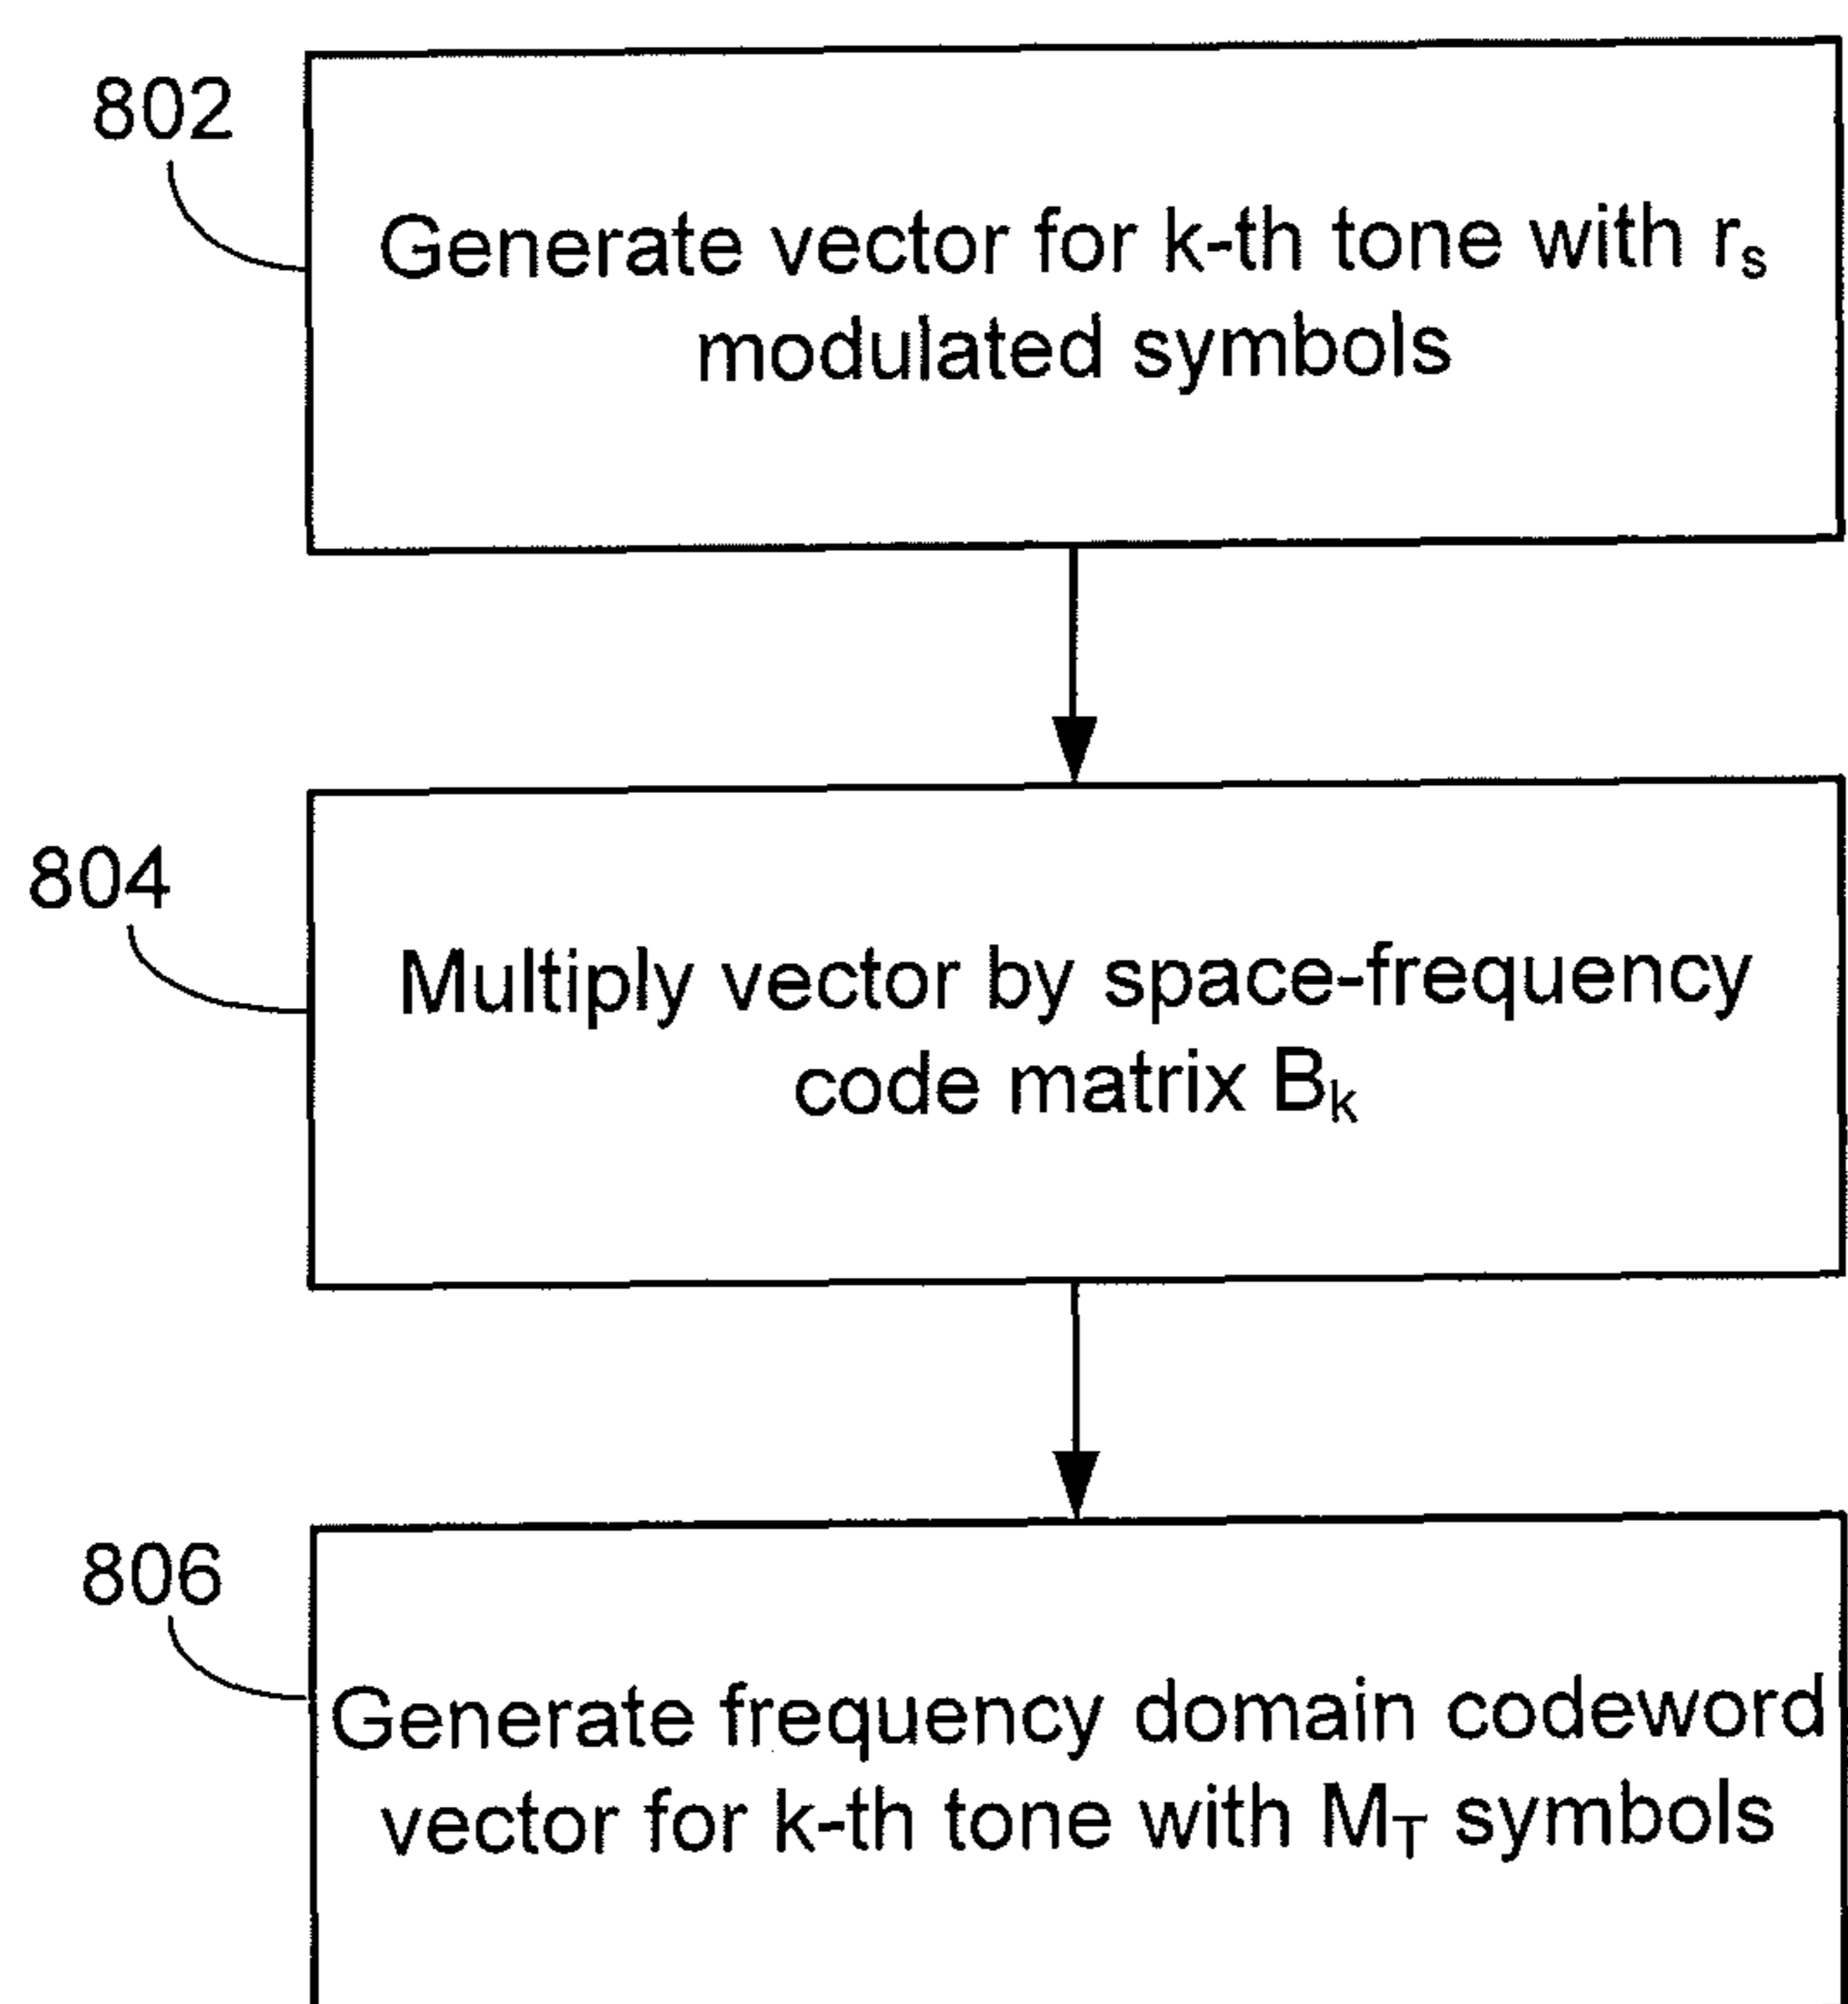 802
Generate vector for k-th tone with rₛ
modulated symbols
804
Multiply vector by space-frequency
code matrix Bₖ
806
Generate frequency domain codeword
vector for k-th tone with M_T symbols